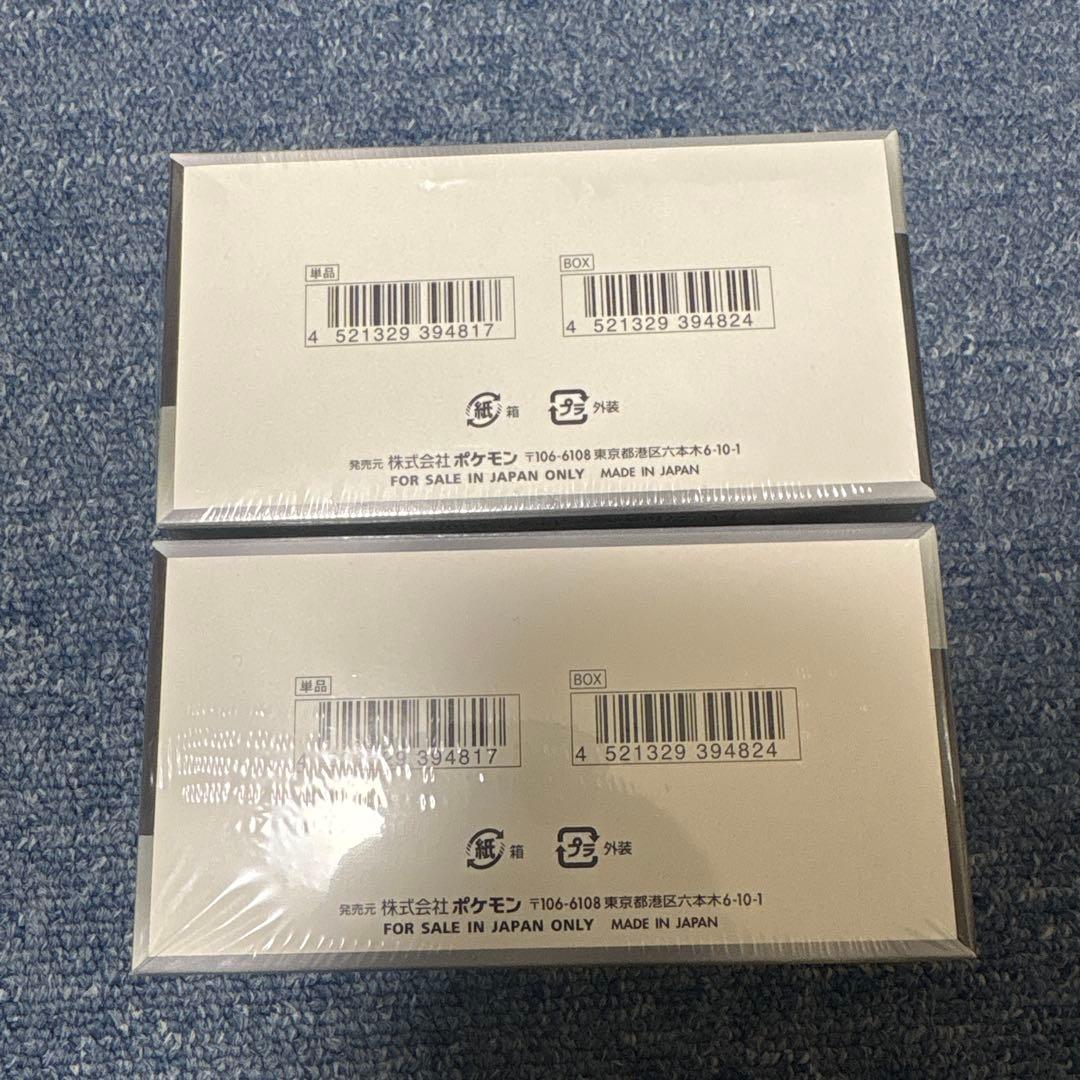 単品
BOX
4 521329 394817
4 521329 394824
紙 箱
プラ 外装
発売元 株式会社ポケモン 〒106-6108 東京都港区六本木6-10-1
FOR SALE IN JAPAN ONLY MADE IN JAPAN
単品
BOX
4 29 394817
4 521329 394824
紙 箱
プラ 外装
発売元 株式会社ポケモン 〒106-6108 東京都港区六本木6-10-1
FOR SALE IN JAPAN ONLY MADE IN JAPAN